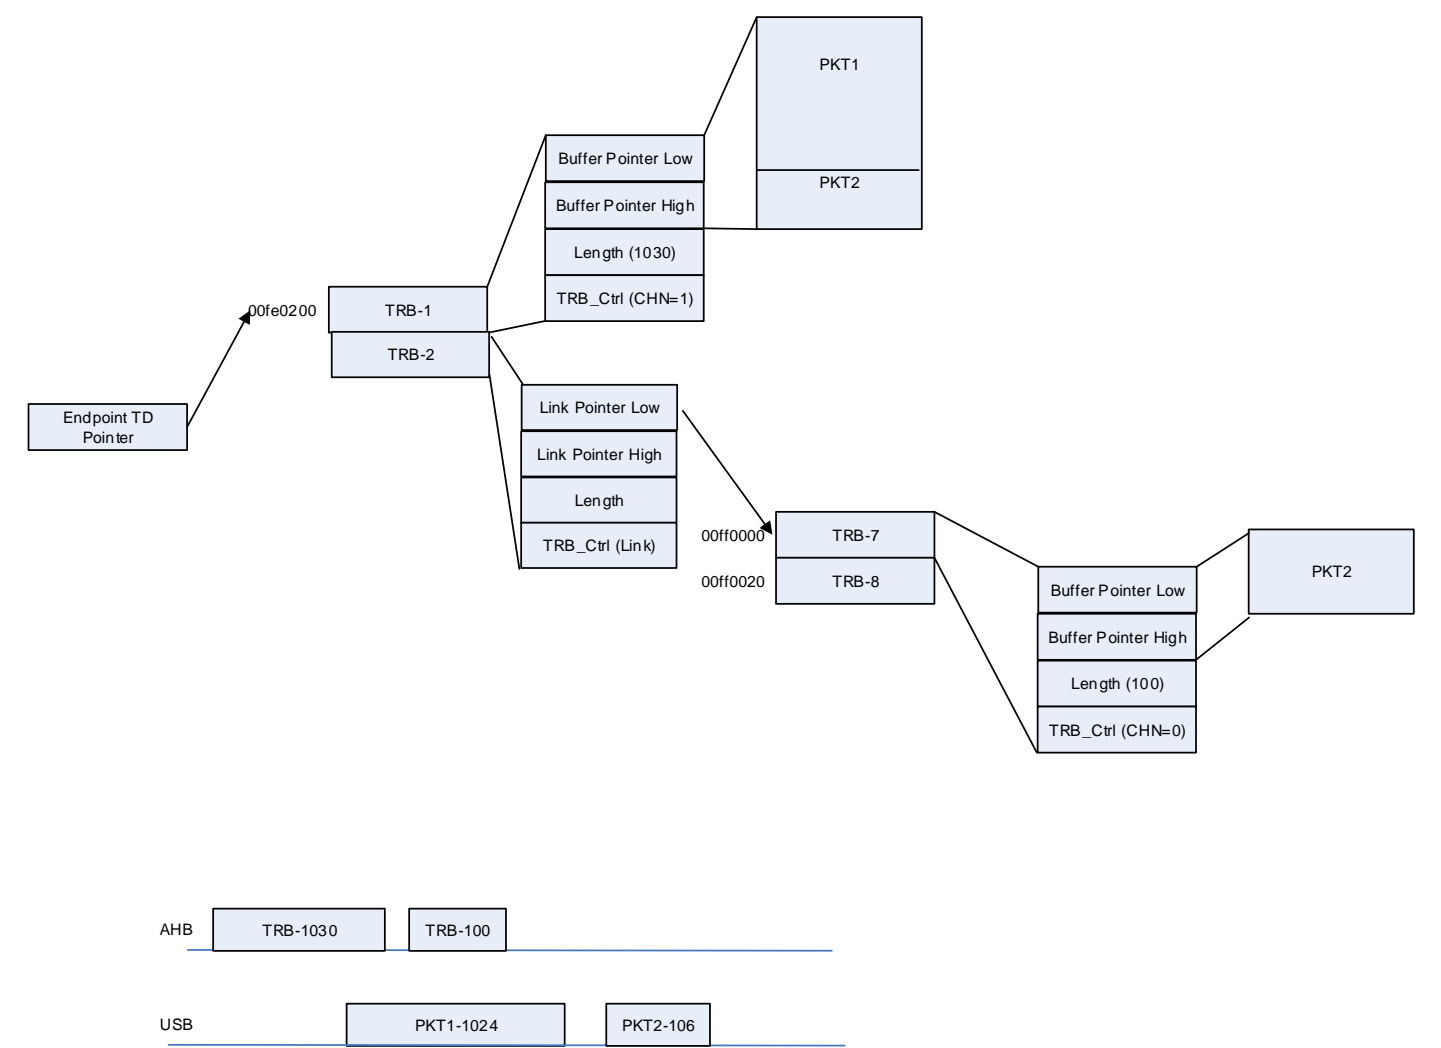 PKT1
PKT2
Buffer Pointer Low
Buffer Pointer High
Length (1030)
TRB_Ctrl (CHN=1)
00fe0200
TRB-1
TRB-2
Endpoint TD
Pointer
Link Pointer Low
Link Pointer High
Length
TRB_Ctrl (Link)
00ff0000
TRB-7
00ff0020
TRB-8
Buffer Pointer Low
Buffer Pointer High
Length (100)
TRB_Ctrl (CHN=0)
PKT2
AHB
TRB-1030
TRB-100
USB
PKT1-1024
PKT2-106